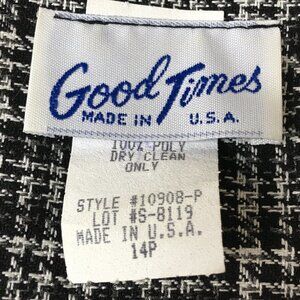 Good Times
MADE IN U.S.A.
100% POLY
DRY CLEAN
ONLY
STYLE #10908-P
LOT #S-8119
MADE IN U.S.A.
14P